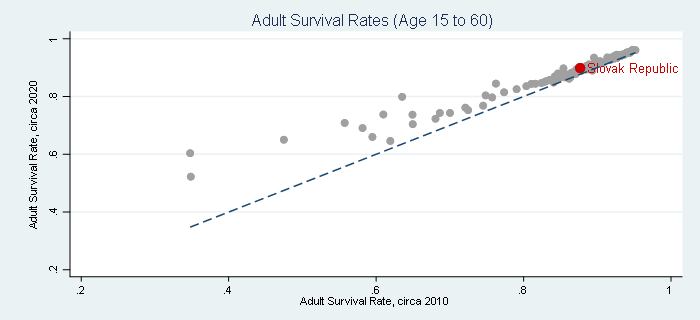 Adult Survival Rates (Age 15 to 60)
Adult Survival Rate, circa 2020
1
.8
.6
.4
.2
Slovak Republic
.2 .4 .6 .8 1
Adult Survival Rate, circa 2010